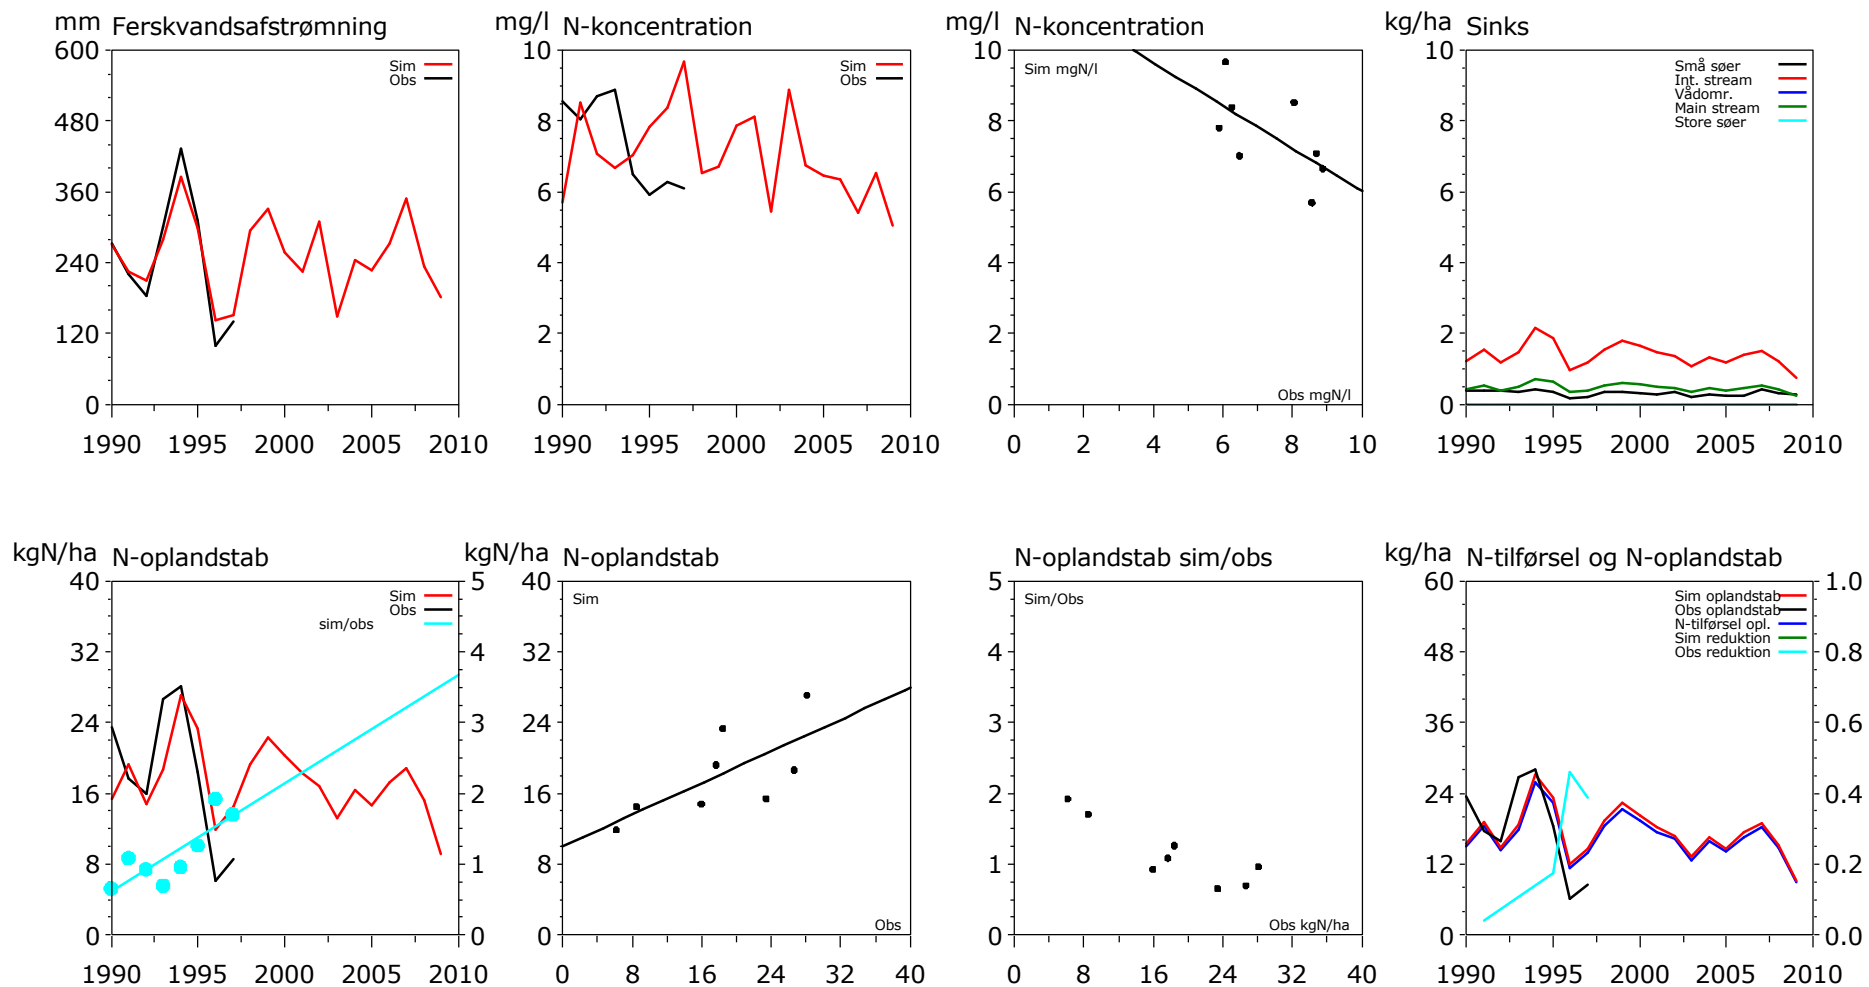 mm Ferskvandsafstrømning
600
480
360
240
120
0
Sim
Obs
1990 1995 2000 2005 2010
mg/l N-koncentration
10
8
6
4
2
0
Sim
Obs
1990 1995 2000 2005 2010
mg/l N-koncentration
10
8
6
4
2
0
Sim mgN/l
Obs mgN/l
0 2 4 6 8 10
kg/ha Sinks
10
8
6
4
2
0
Små søer
Int. stream
Vådomr.
Main stream
Store søer
1990 1995 2000 2005 2010
kgN/ha N-oplandstab
40
32
24
16
8
0
Sim
Obs
sim/obs
5
4
3
2
1
0
1990 1995 2000 2005 2010
kgN/ha N-oplandstab
40
32
24
16
8
0
Sim
Obs
0 8 16 24 32 40
N-oplandstab sim/obs
5
4
3
2
1
0
Sim/Obs
Obs kgN/ha
0 8 16 24 32 40
kg/ha N-tilførsel og N-oplandstab
60
48
36
24
12
0
Sim oplandstab
Obs oplandstab
N-tilførsel opl.
Sim reduktion
Obs reduktion
1.0
0.8
0.6
0.4
0.2
0.0
1990 1995 2000 2005 2010